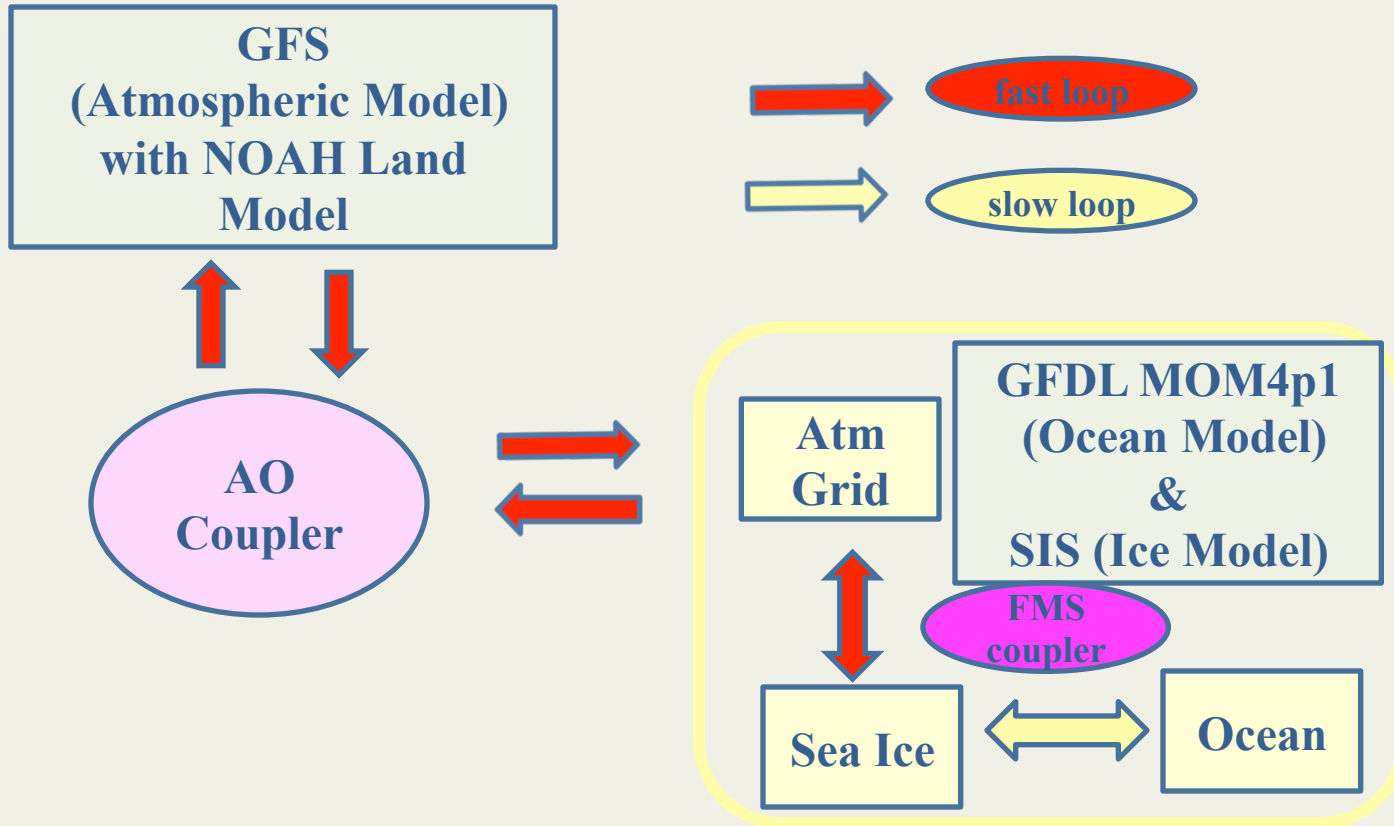 GFS
(Atmospheric Model)
with NOAH Land
Model
fast loop
slow loop
AO
Coupler
Atm
Grid
GFDL MOM4p1
(Ocean Model)
&
SIS (Ice Model)
FMS
coupler
Sea Ice
Ocean